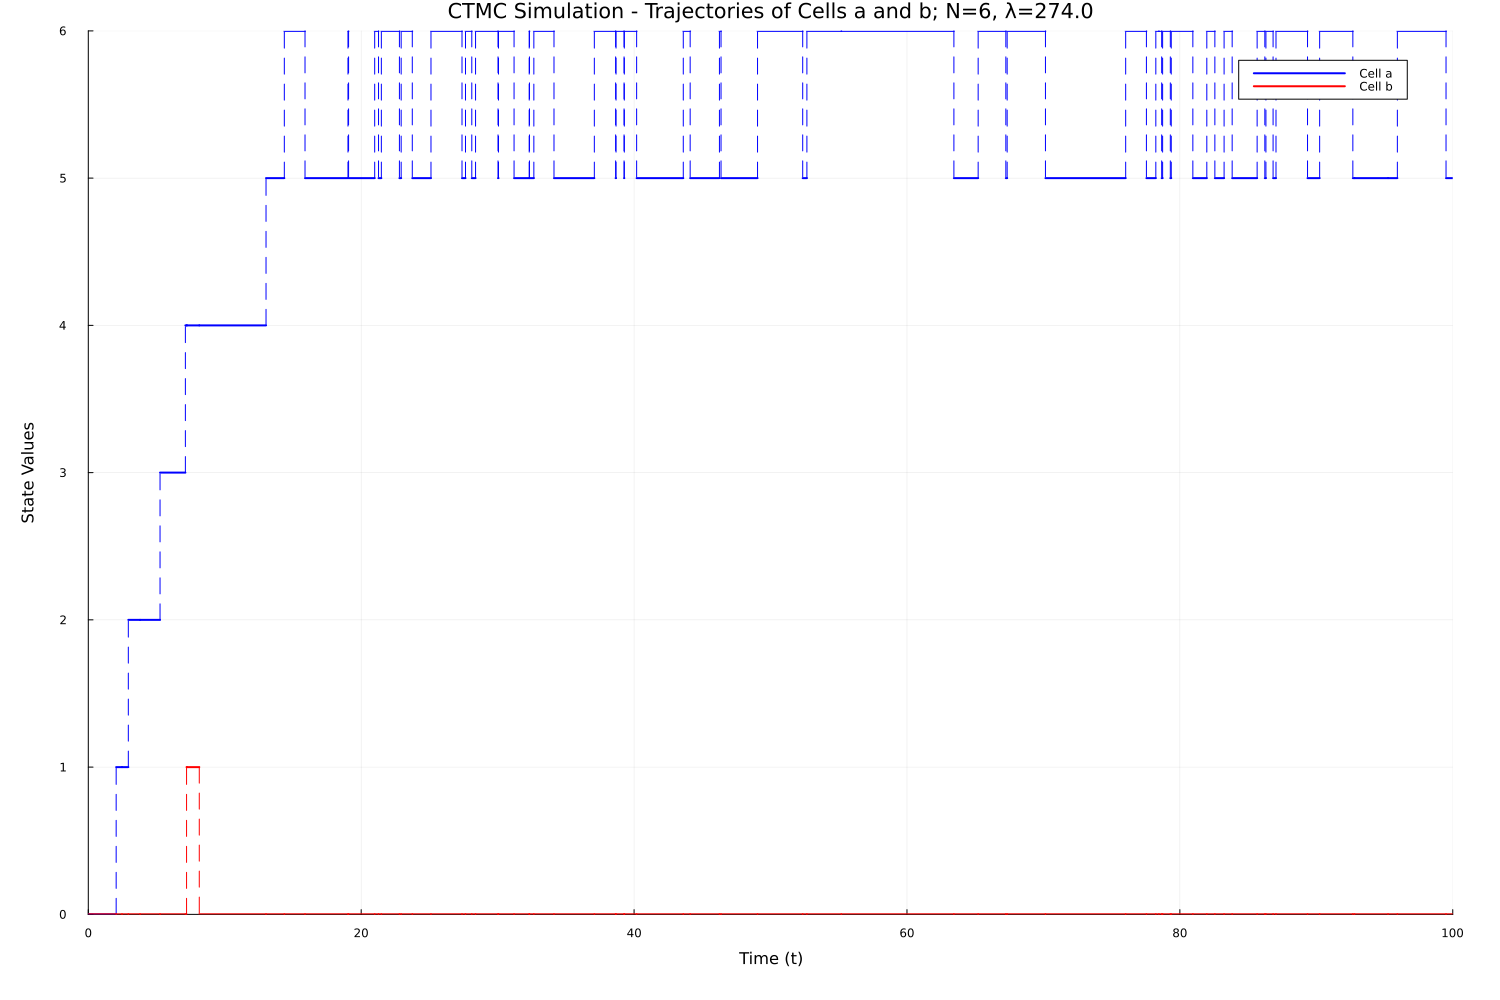 CTMC Simulation - Trajectories of Cells a and b; N=6, λ=274.0
6
Cell a
Cell b
5
4
3
State Values
2
1
0
0 20 40 60 80 100
Time (t)